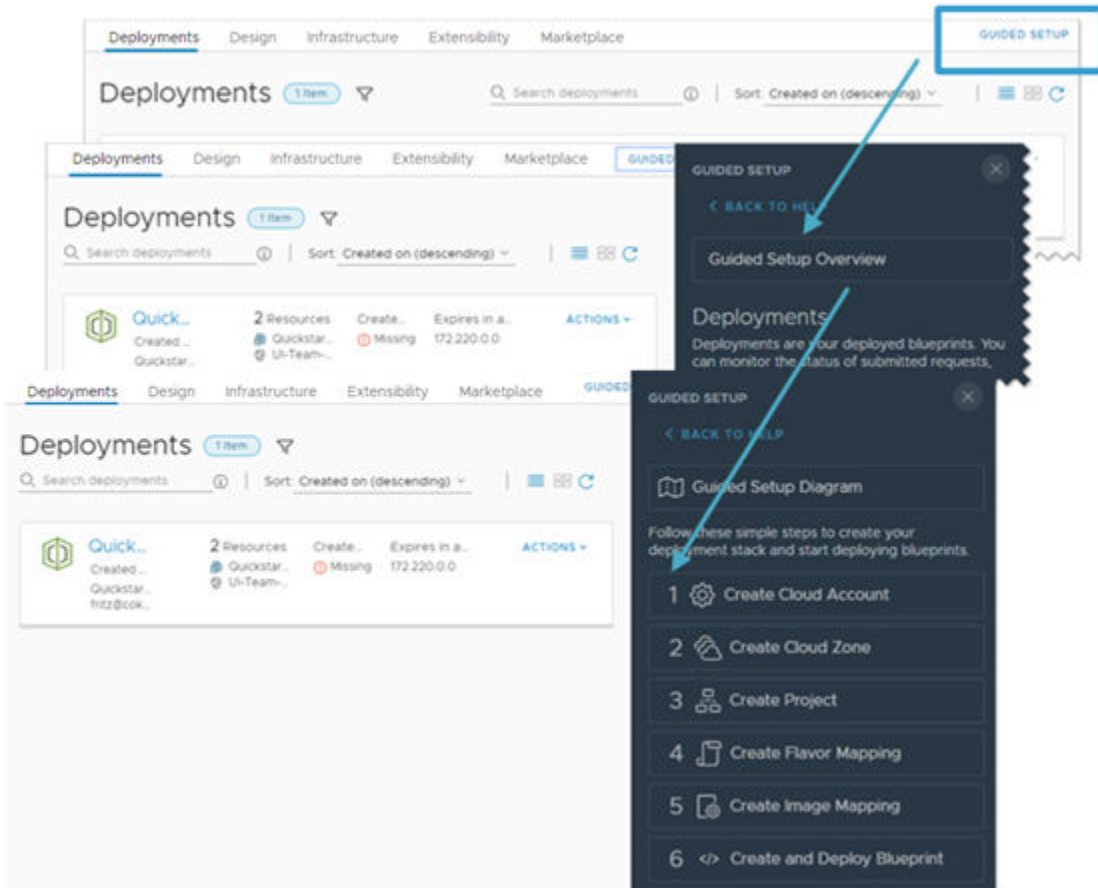 Deployments Design Infrastructure Extensibility Marketplace GUIDED SETUP
Deployments 1 Item
Search deployments Sort: Created on (descending)
Deployments Design Infrastructure Extensibility Marketplace GUIDED
Deployments 1 Item
Search deployments Sort: Created on (descending)
Quick... 2 Resources Create... Expires in a... ACTIONS
Created ... Quickstar... Missing 172.220.0.0
Quickstar... UI-Team-...
GUIDED SETUP
< BACK TO HELP
Guided Setup Overview
Deployments
Deployments are your deployed blueprints. You
can monitor the status of submitted requests,
Deployments Design Infrastructure Extensibility Marketplace GUIDED
Deployments 1 Item
Search deployments Sort: Created on (descending)
Quick... 2 Resources Create... Expires in a... ACTIONS
Created ... Quickstar... Missing 172.220.0.0
Quickstar... UI-Team-...
fritz@cok...
GUIDED SETUP
< BACK TO HELP
Guided Setup Diagram
Follow these simple steps to create your
deployment stack and start deploying blueprints.
1 Create Cloud Account
2 Create Cloud Zone
3 Create Project
4 Create Flavor Mapping
5 Create Image Mapping
6 </> Create and Deploy Blueprint